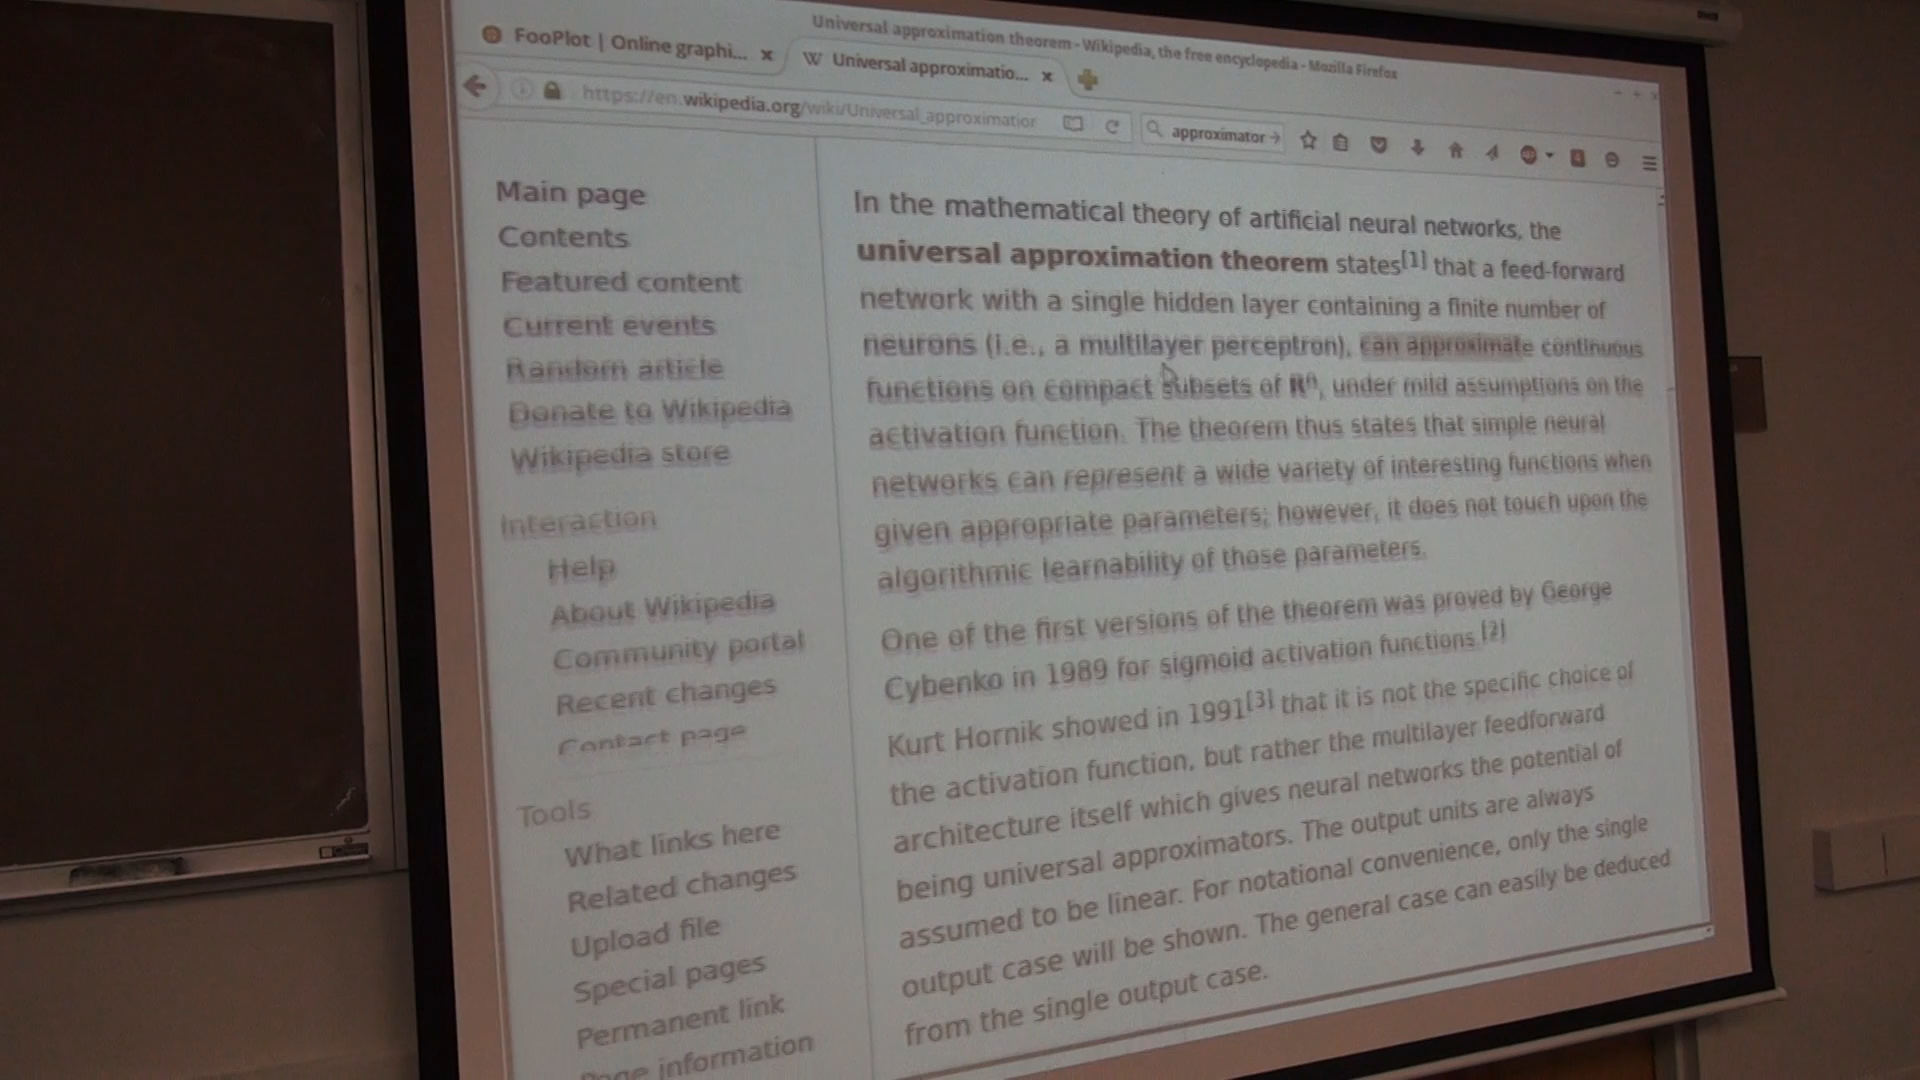 Universal approximation theorem - Wikipedia, the free encyclopedia - Mozilla Firefox
FooPlot | Online graphi... x
W Universal approximatio... x
https://en.wikipedia.org/wiki/Universal_approximation
approximator
Main page
Contents
Featured content
Current events
Random article
Donate to Wikipedia
Wikipedia store
Interaction
Help
About Wikipedia
Community portal
Recent changes
Contact page
Tools
What links here
Related changes
Upload file
Special pages
Permanent link
Page information
In the mathematical theory of artificial neural networks, the
universal approximation theorem states[1] that a feed-forward
network with a single hidden layer containing a finite number of
neurons (i.e., a multilayer perceptron), can approximate continuous
functions on compact subsets of Rⁿ, under mild assumptions on the
activation function. The theorem thus states that simple neural
networks can represent a wide variety of interesting functions when
given appropriate parameters; however, it does not touch upon the
algorithmic learnability of those parameters.
One of the first versions of the theorem was proved by George
Cybenko in 1989 for sigmoid activation functions.[2]
Kurt Hornik showed in 1991[3] that it is not the specific choice of
the activation function, but rather the multilayer feedforward
architecture itself which gives neural networks the potential of
being universal approximators. The output units are always
assumed to be linear. For notational convenience, only the single
output case will be shown. The general case can easily be deduced
from the single output case.